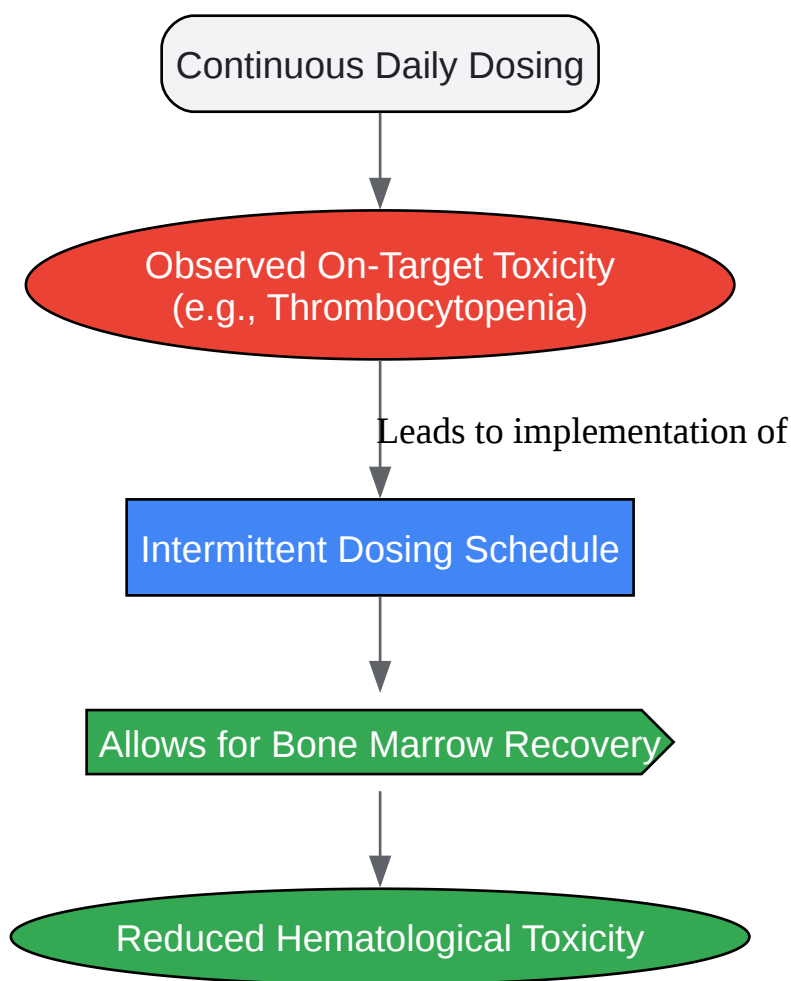 Continuous Daily Dosing
Observed On-Target Toxicity
(e.g., Thrombocytopenia)
Leads to implementation of
Intermittent Dosing Schedule
Allows for Bone Marrow Recovery
Reduced Hematological Toxicity